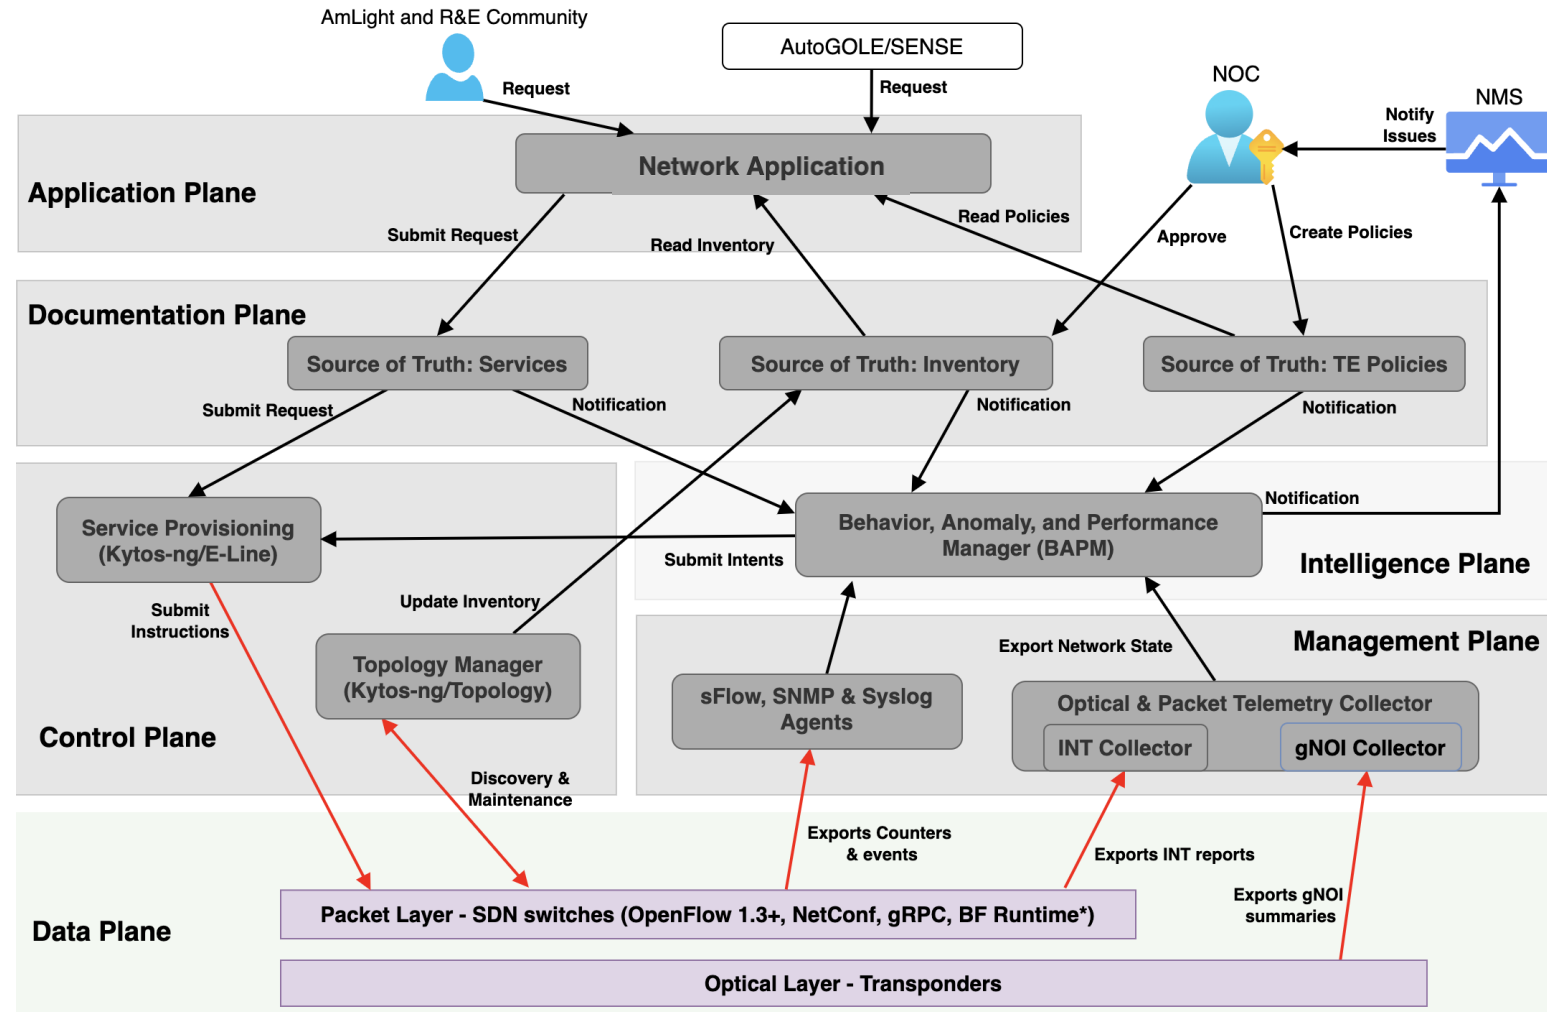 AmLight and R&E Community
AutoGOLE/SENSE
NOC
NMS
Request
Request
Notify
Issues
Network Application
Application Plane
Submit Request
Read Inventory
Read Policies
Approve
Create Policies
Documentation Plane
Source of Truth: Services
Source of Truth: Inventory
Source of Truth: TE Policies
Submit Request
Notification
Notification
Notification
Service Provisioning
(Kytos-ng/E-Line)
Behavior, Anomaly, and Performance
Manager (BAPM)
Notification
Submit Intents
Intelligence Plane
Submit
Instructions
Update Inventory
Topology Manager
(Kytos-ng/Topology)
Control Plane
Export Network State
Management Plane
sFlow, SNMP & Syslog
Agents
Optical & Packet Telemetry Collector
INT Collector
gNOI Collector
Discovery &
Maintenance
Exports Counters
& events
Exports INT reports
Exports gNOI
summaries
Data Plane
Packet Layer - SDN switches (OpenFlow 1.3+, NetConf, gRPC, BF Runtime*)
Optical Layer - Transponders